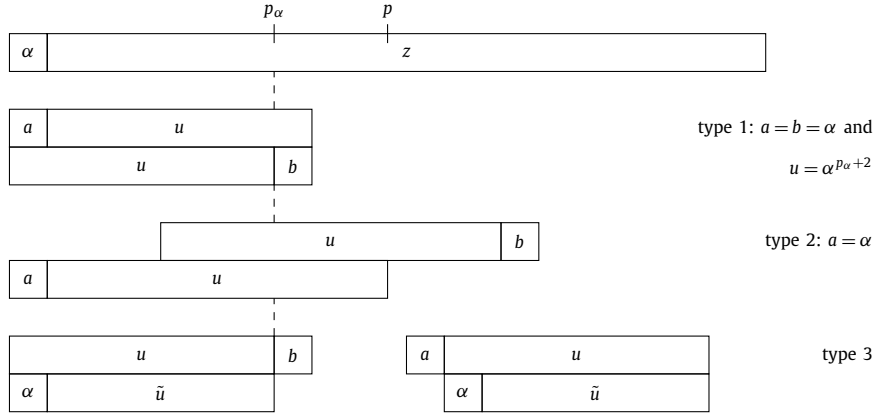 p_α p
α z
a u type 1: a = b = α and
u b u = α^{p_α+2}
u b type 2: a = α
a u
u b a u type 3
α ũ α ũ